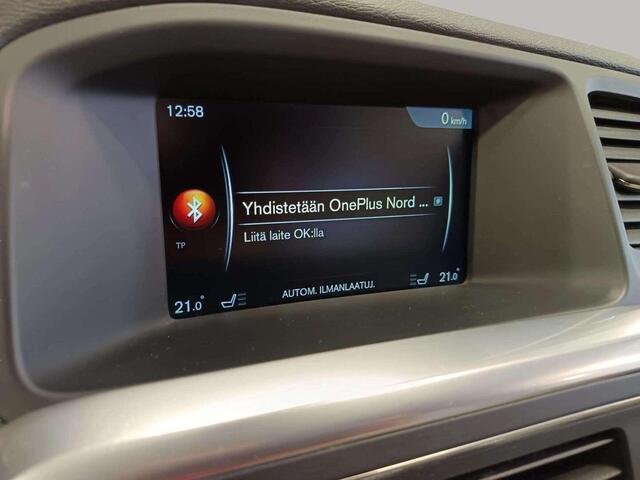 12:58
0 km/h
Yhdistetään OnePlus Nord ...
Liitä laite OK:lla
TP
AUTOM. ILMANLAATUJ.
21.0°
21.0°